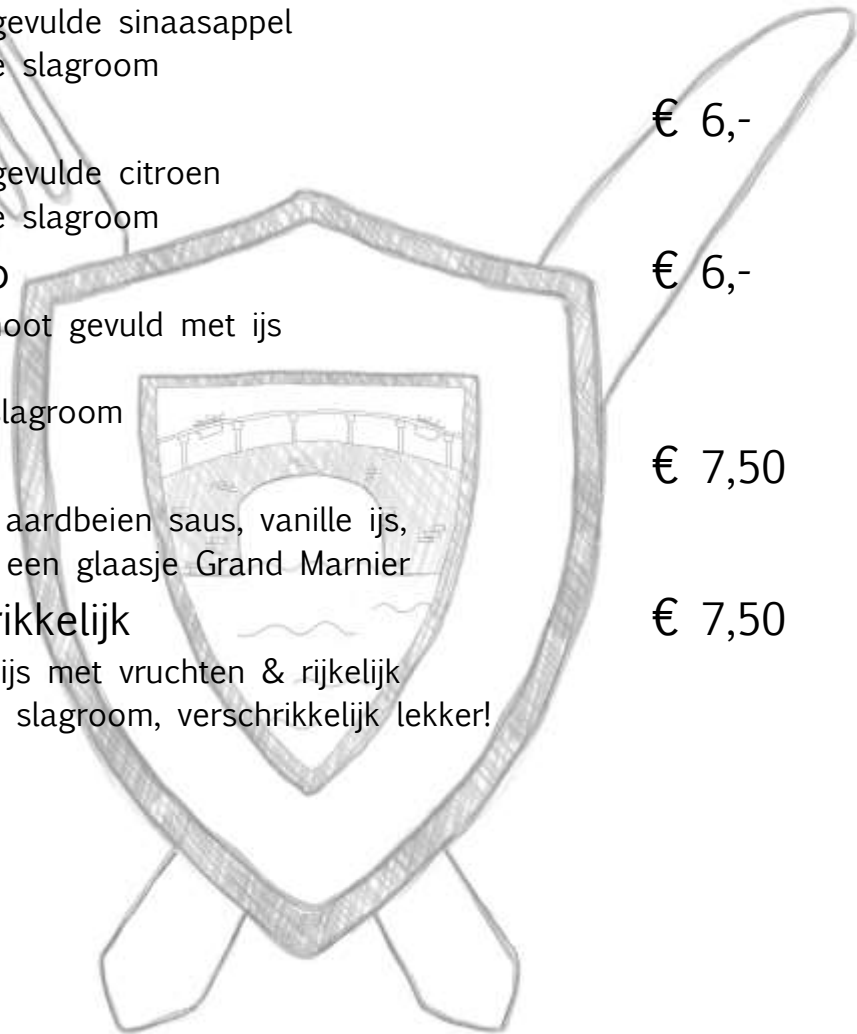 gevulde sinaasappel
slagroom
€ 6,-
gevulde citroen
slagroom
€ 6,-
gevuld met ijs
slagroom
€ 7,50
aardbeien saus, vanille ijs,
een glaasje Grand Marnier
rikkelijk € 7,50
ijs met vruchten & rijkelijk
slagroom, verschrikkelijk lekker!